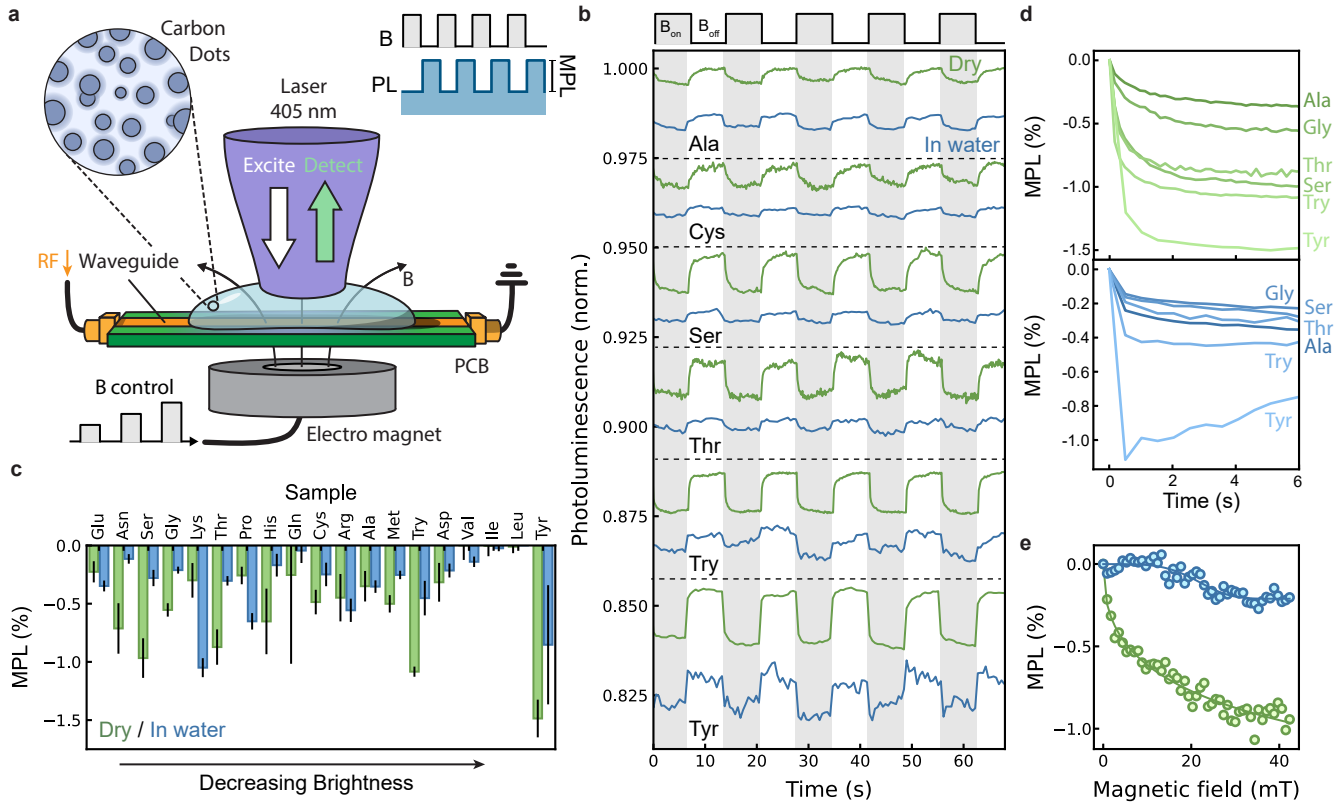 a
Carbon
Dots
B
PL
MPL
Laser
405 nm
Excite
Detect
RF
Waveguide
B
PCB
B control
Electro magnet
b
B_on
B_off
Dry
In water
Ala
Cys
Ser
Thr
Try
Tyr
1.000
0.975
0.950
0.925
0.900
0.875
0.850
0.825
Photoluminescence (norm.)
0 10 20 30 40 50 60
Time (s)
c
Sample
Glu Asn Ser Gly Lys Thr Pro His Gln Cys Arg Ala Met Try Asp Val Ile Leu Tyr
0.0
−0.5
−1.0
−1.5
MPL (%)
Dry / In water
Decreasing Brightness
d
0.0
-0.5
-1.0
-1.5
MPL (%)
Ala
Gly
Thr
Ser
Try
Tyr
0.0
-0.2
-0.4
-0.6
-0.8
-1.0
MPL (%)
Gly
Ser
Thr
Ala
Try
Tyr
0 2 4 6
Time (s)
e
0.0
−0.5
−1.0
MPL (%)
0 20 40
Magnetic field (mT)